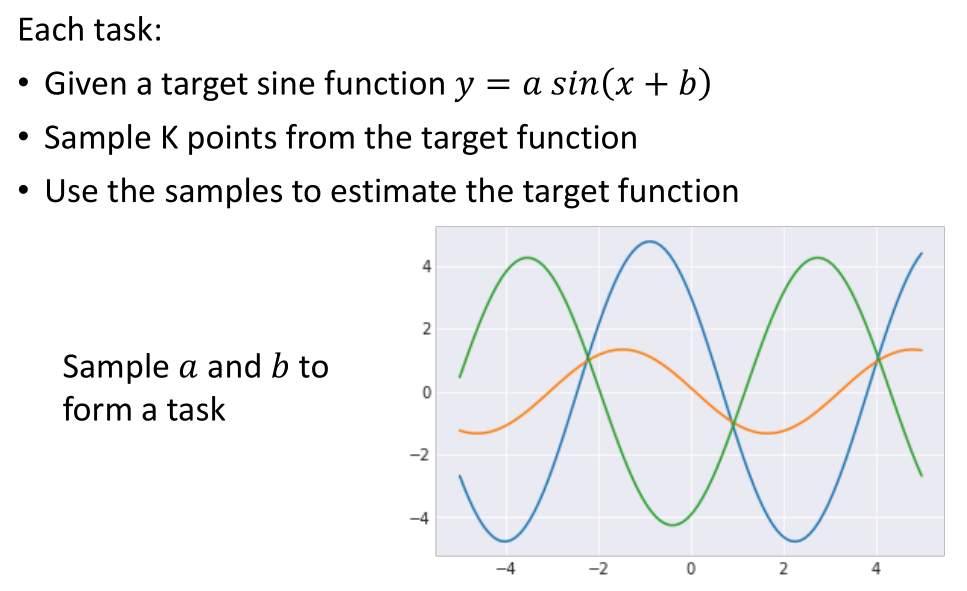 Each task:
• Given a target sine function y = a sin(x + b)
• Sample K points from the target function
• Use the samples to estimate the target function
Sample a and b to
form a task
4
2
0
−2
−4
−4 −2 0 2 4